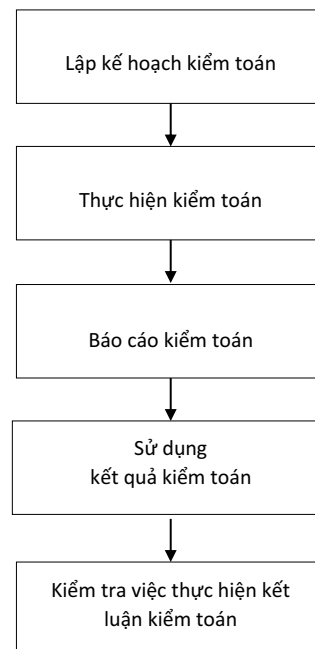 Lập kế hoạch kiểm toán
Thực hiện kiểm toán
Báo cáo kiểm toán
Sử dụng
kết quả kiểm toán
Kiểm tra việc thực hiện kết
luận kiểm toán